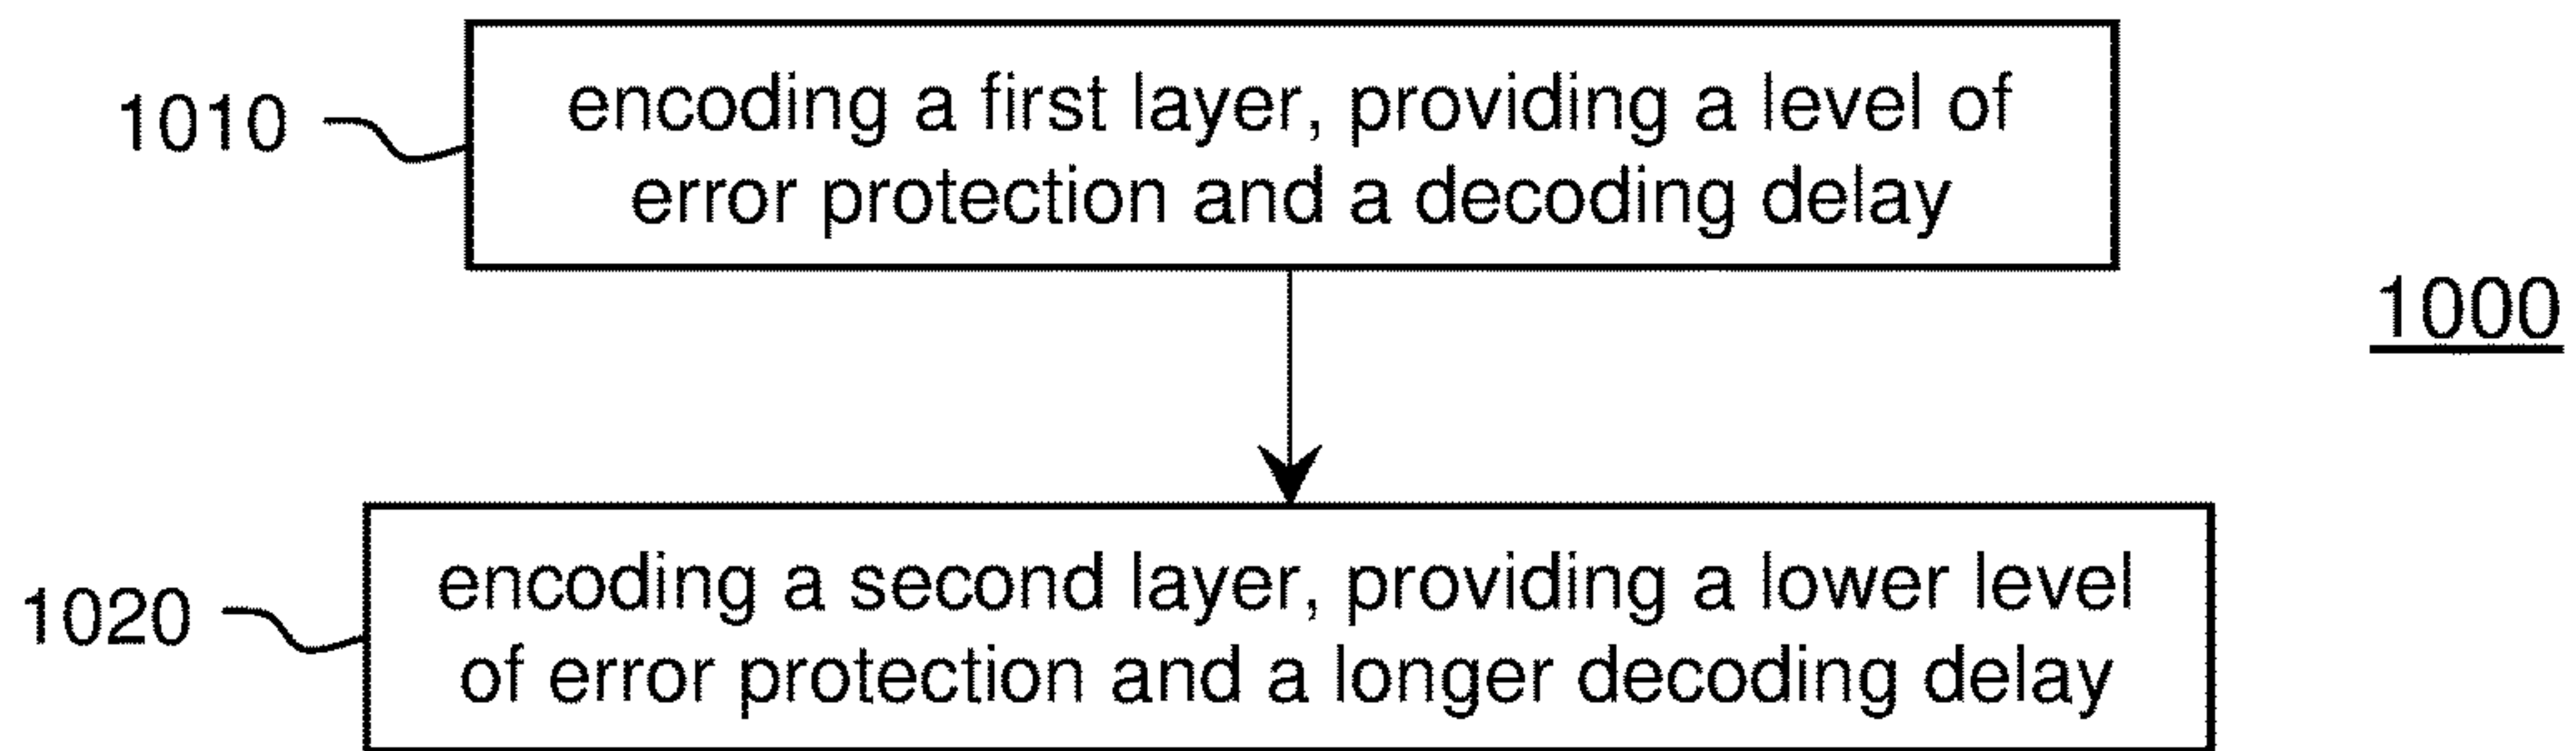 1010
encoding a first layer, providing a level of
error protection and a decoding delay
1000
1020
encoding a second layer, providing a lower level
of error protection and a longer decoding delay